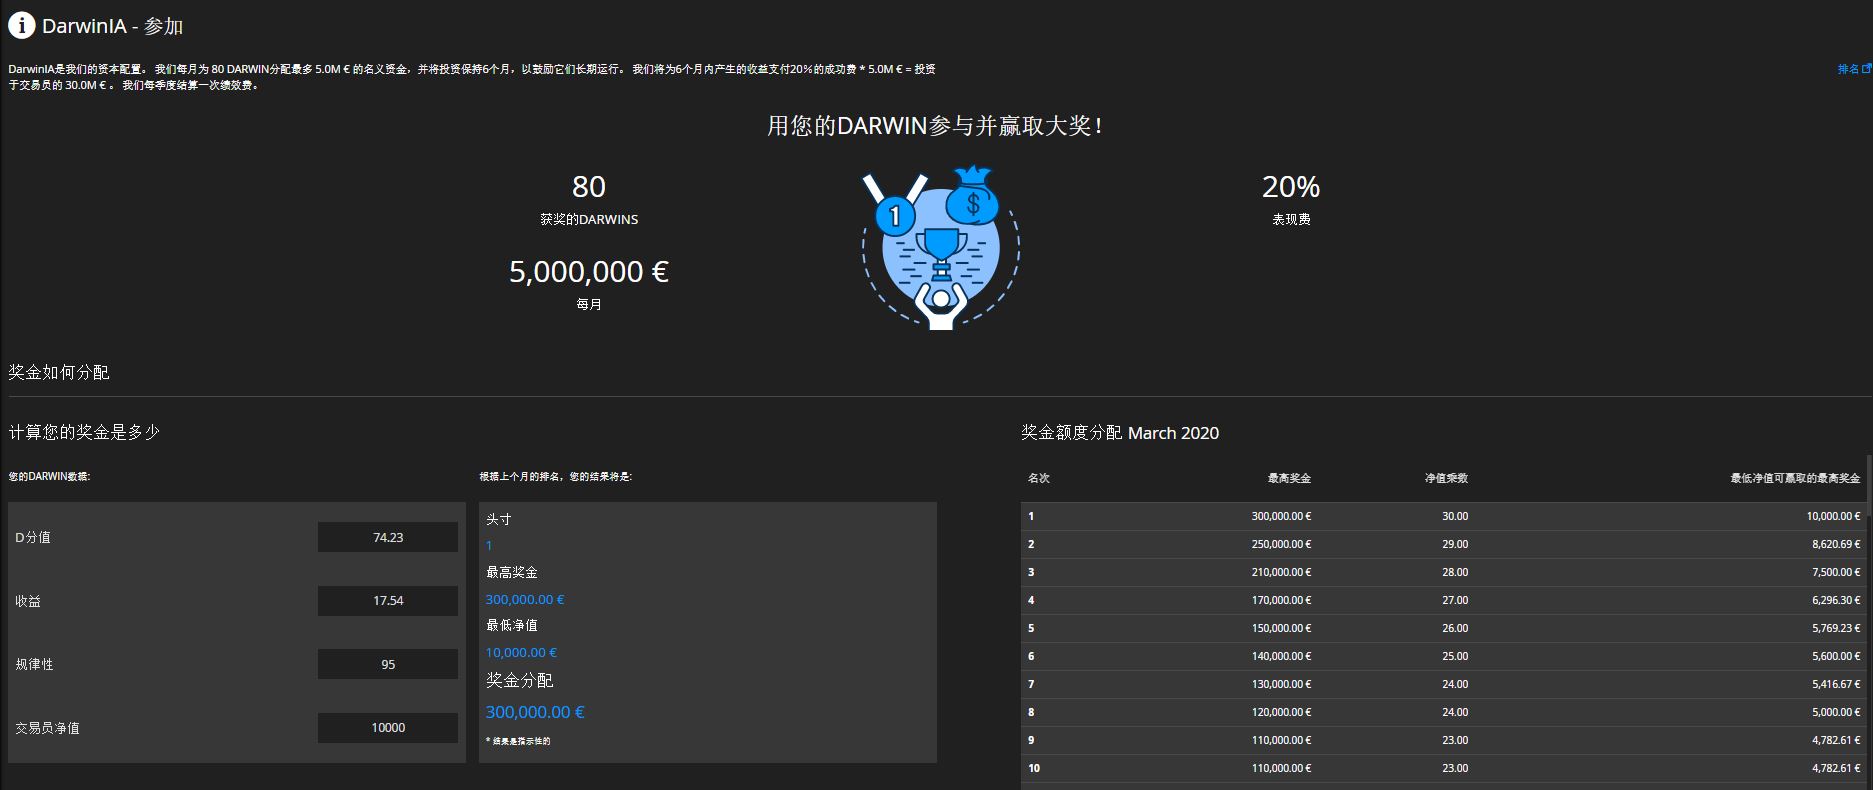 DarwinIA - 参加
DarwinIA是我们的资本配置。 我们每月为 80 DARWIN分配最多 5.0M € 的名义资金，并将投资保持6个月，以鼓励它们长期运行。 我们将为6个月内产生的收益支付20%的成功费 * 5.0M € = 投资
于交易员的 30.0M € 。 我们每季度结算一次绩效费。
排名
用您的DARWIN参与并赢取大奖！
80
获奖的DARWINS
5,000,000 €
每月
1
$
20%
表现费
奖金如何分配
计算您的奖金是多少
您的DARWIN数据:
D分值 74.23
收益 17.54
规律性 95
交易员净值 10000
根据上个月的排名，您的结果将是:
头寸
1
最高奖金
300,000.00 €
最低净值
10,000.00 €
奖金分配
300,000.00 €
* 结果是指示性的
奖金额度分配 March 2020
名次 最高奖金 净值乘数 最低净值可赢取的最高奖金
1 300,000.00 € 30.00 10,000.00 €
2 250,000.00 € 29.00 8,620.69 €
3 210,000.00 € 28.00 7,500.00 €
4 170,000.00 € 27.00 6,296.30 €
5 150,000.00 € 26.00 5,769.23 €
6 140,000.00 € 25.00 5,600.00 €
7 130,000.00 € 24.00 5,416.67 €
8 120,000.00 € 24.00 5,000.00 €
9 110,000.00 € 23.00 4,782.61 €
10 110,000.00 € 23.00 4,782.61 €